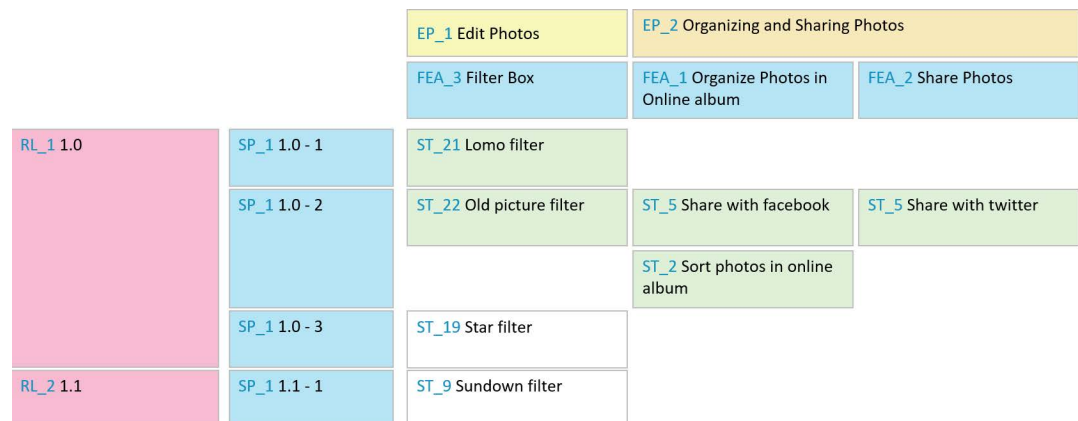 EP_1 Edit Photos
EP_2 Organizing and Sharing Photos
FEA_3 Filter Box
FEA_1 Organize Photos in
Online album
FEA_2 Share Photos
RL_1 1.0
SP_1 1.0 - 1
ST_21 Lomo filter
SP_1 1.0 - 2
ST_22 Old picture filter
ST_5 Share with facebook
ST_5 Share with twitter
ST_2 Sort photos in online
album
SP_1 1.0 - 3
ST_19 Star filter
RL_2 1.1
SP_1 1.1 - 1
ST_9 Sundown filter